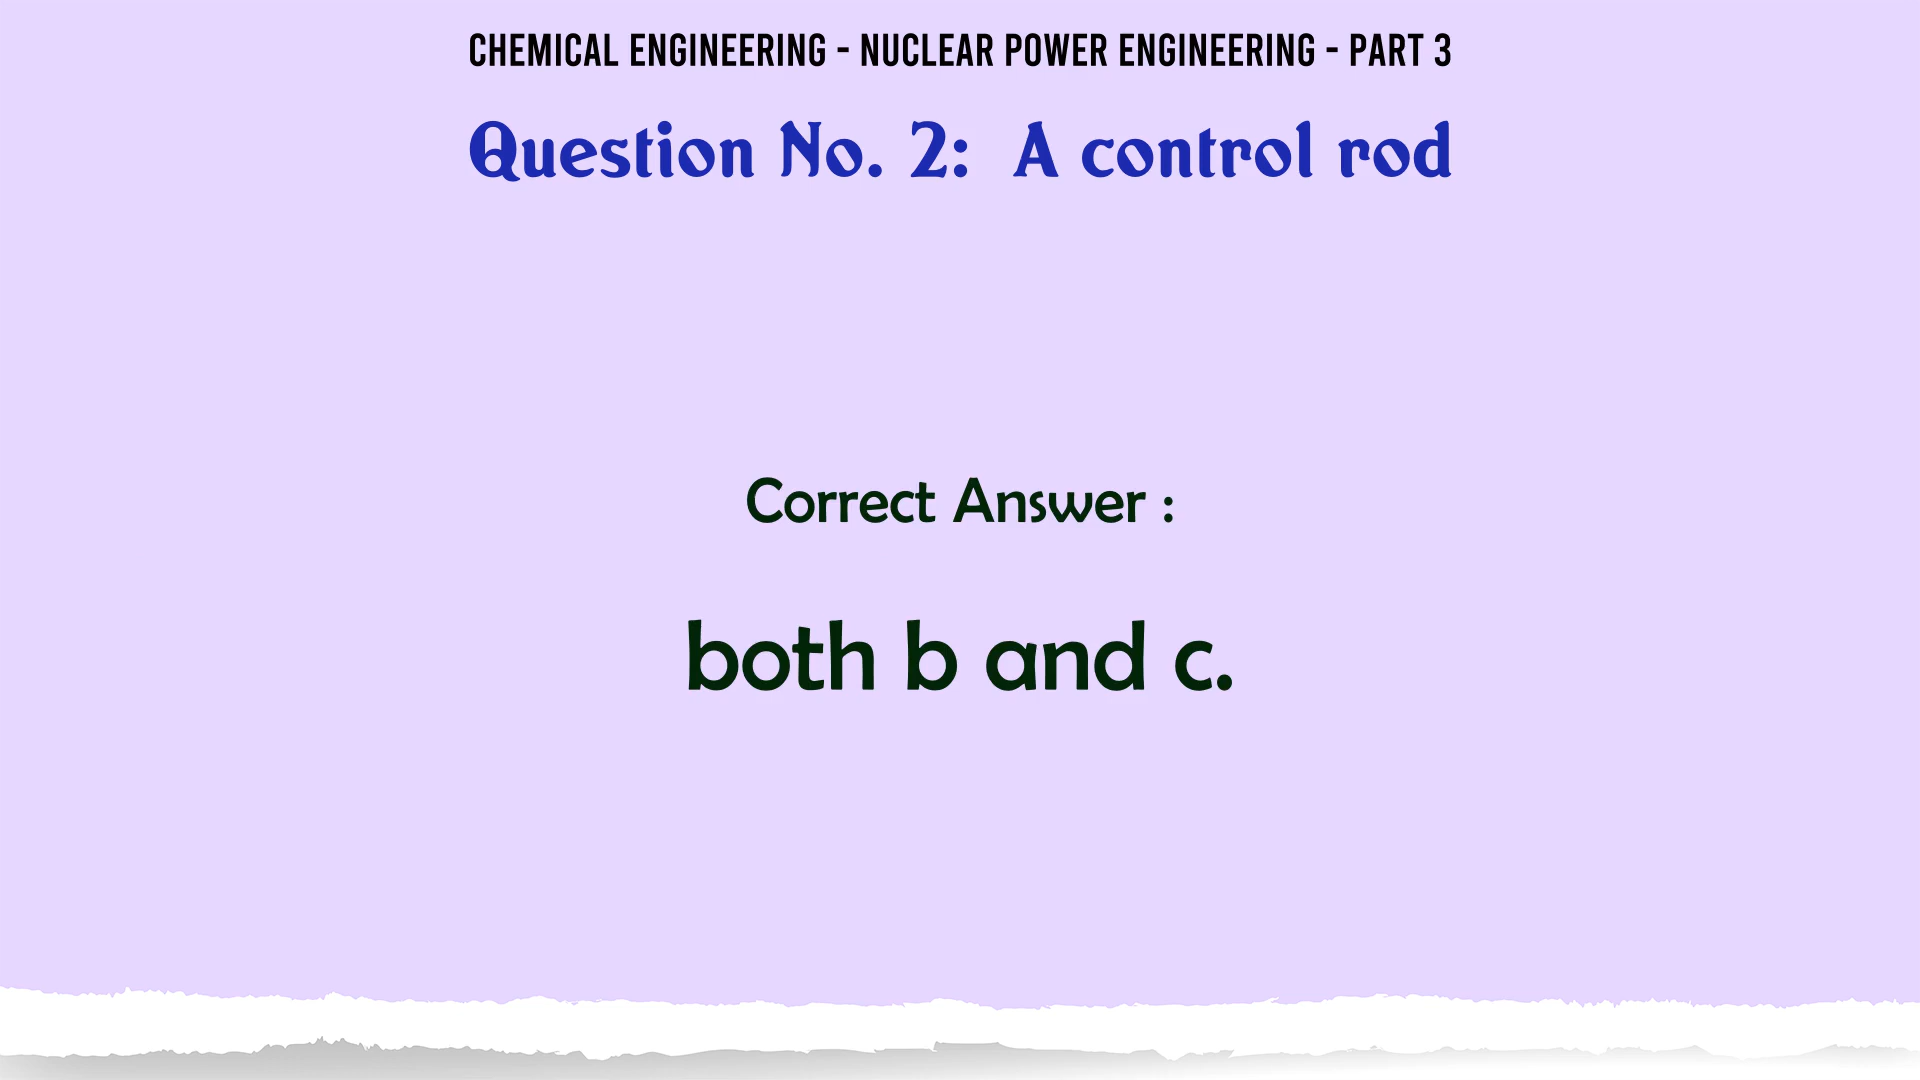 CHEMICAL ENGINEERING - NUCLEAR POWER ENGINEERING - PART 3
Question No. 2: A control rod
Correct Answer :
both b and c.